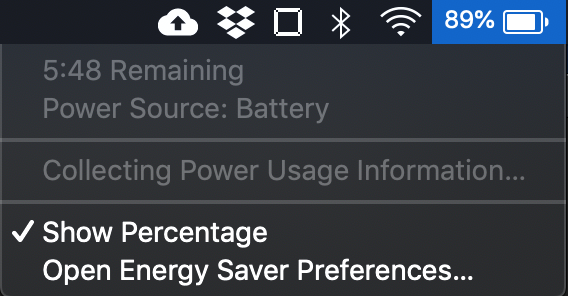 89%
5:48 Remaining
Power Source: Battery
Collecting Power Usage Information...
✓ Show Percentage
Open Energy Saver Preferences...